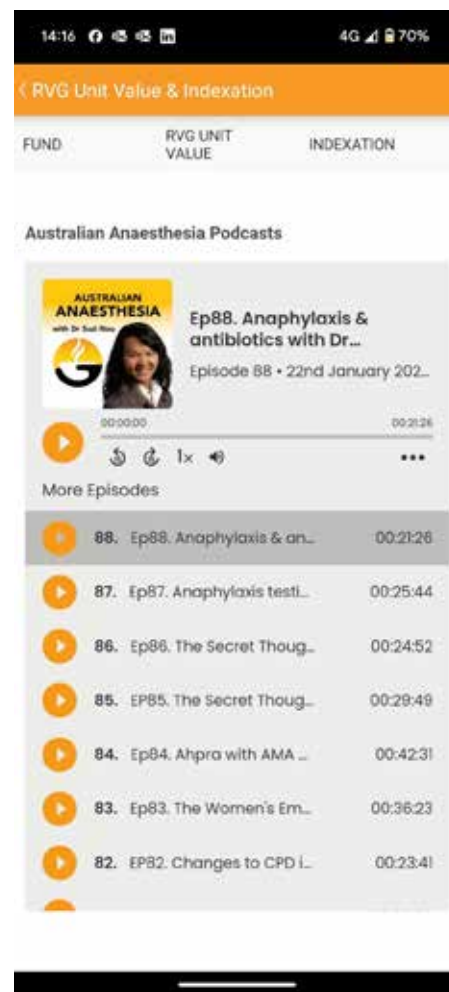 14:16
4G 70%
< RVG Unit Value & Indexation
FUND
RVG UNIT
VALUE
INDEXATION
Australian Anaesthesia Podcasts
AUSTRALIAN
ANAESTHESIA
with Dr Suzi Nou
Ep88. Anaphylaxis &
antibiotics with Dr...
Episode 88 • 22nd January 202...
00:00:00
00:21:26
1x
More Episodes
88. Ep88. Anaphylaxis & an... 00:21:26
87. Ep87. Anaphylaxis testi... 00:25:44
86. Ep86. The Secret Thoug... 00:24:52
85. EP85. The Secret Thoug... 00:29:49
84. Ep84. Ahpra with AMA ... 00:42:31
83. Ep83. The Women's Em... 00:36:23
82. EP82. Changes to CPD i... 00:23:41